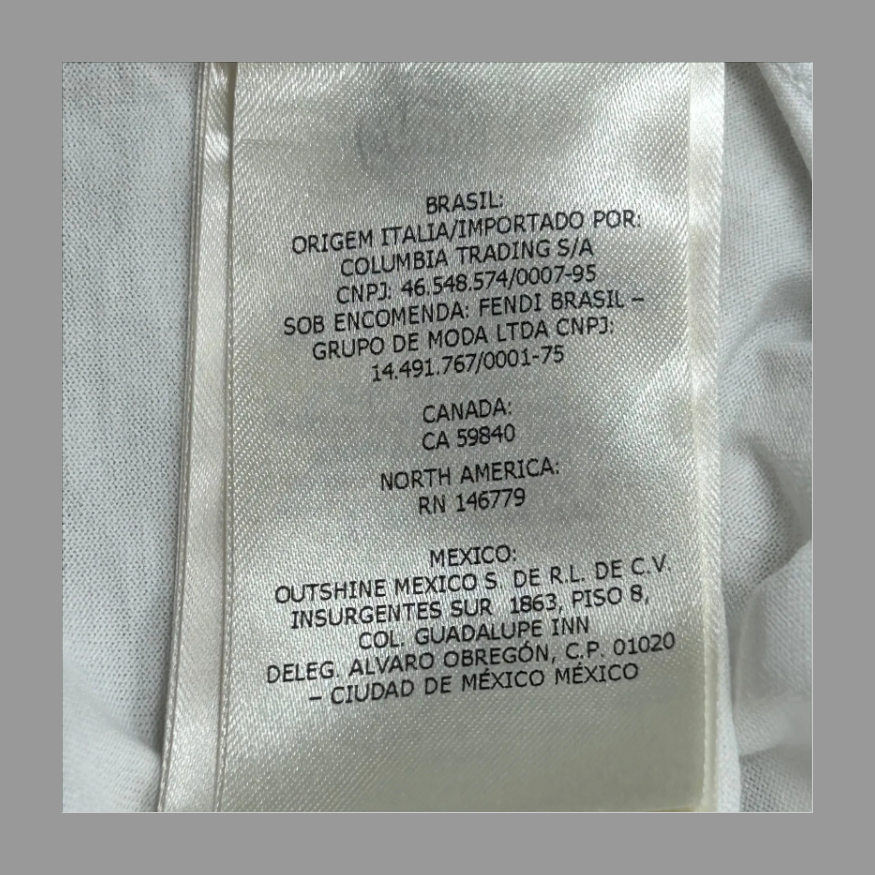 BRASIL:
ORIGEM ITALIA/IMPORTADO POR:
COLUMBIA TRADING S/A
CNPJ: 46.548.574/0007-95
SOB ENCOMENDA: FENDI BRASIL –
GRUPO DE MODA LTDA CNPJ:
14.491.767/0001-75
CANADA:
CA 59840
NORTH AMERICA:
RN 146779
MEXICO:
OUTSHINE MEXICO S. DE R.L. DE C.V.
INSURGENTES SUR 1863, PISO 8,
COL. GUADALUPE INN
DELEG. ALVARO OBREGÓN, C.P. 01020
– CIUDAD DE MÉXICO MÉXICO